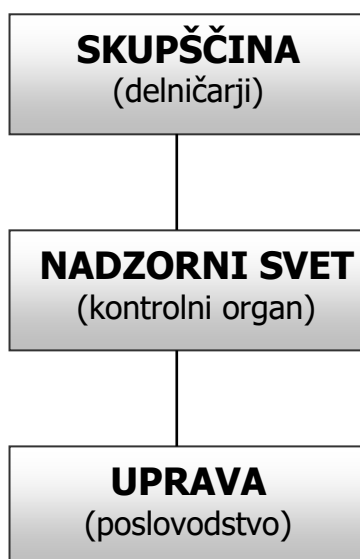 SKUPŠČINA
(delničarji)
NADZORNI SVET
(kontrolni organ)
UPRAVA
(poslovodstvo)